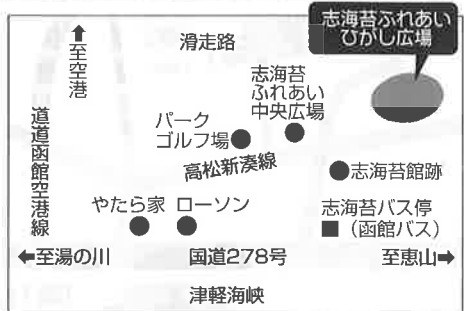 志海苔ふれあい
ひがし広場
滑走路
↑至空港
志海苔
ふれあい
中央広場
パーク
ゴルフ場●
道道函館空港線
高松新湊線
●志海苔館跡
やたら家
ローソン
志海苔バス停
■（函館バス）
←至湯の川
国道278号
至恵山→
津軽海峡